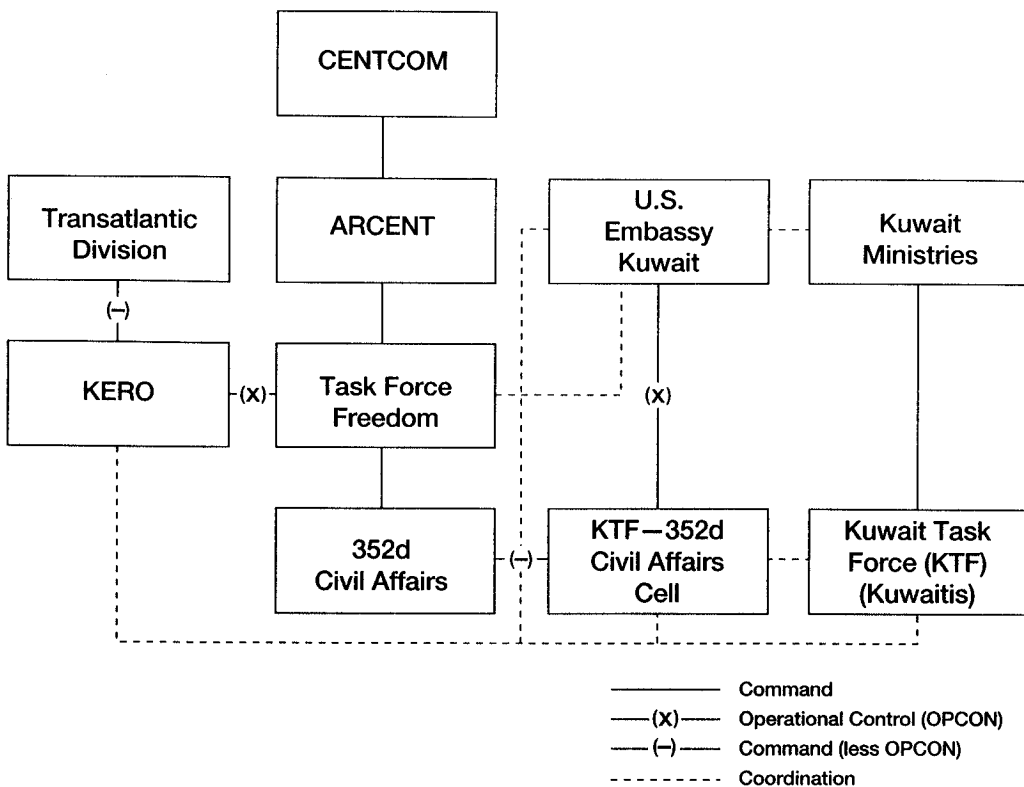 CENTCOM
Transatlantic
Division
ARCENT
U.S.
Embassy
Kuwait
Kuwait
Ministries
(–)
KERO
(x)
Task Force
Freedom
(x)
352d
Civil Affairs
(–)
KTF–352d
Civil Affairs
Cell
Kuwait Task
Force (KTF)
(Kuwaitis)
Command
(x) Operational Control (OPCON)
(–) Command (less OPCON)
Coordination